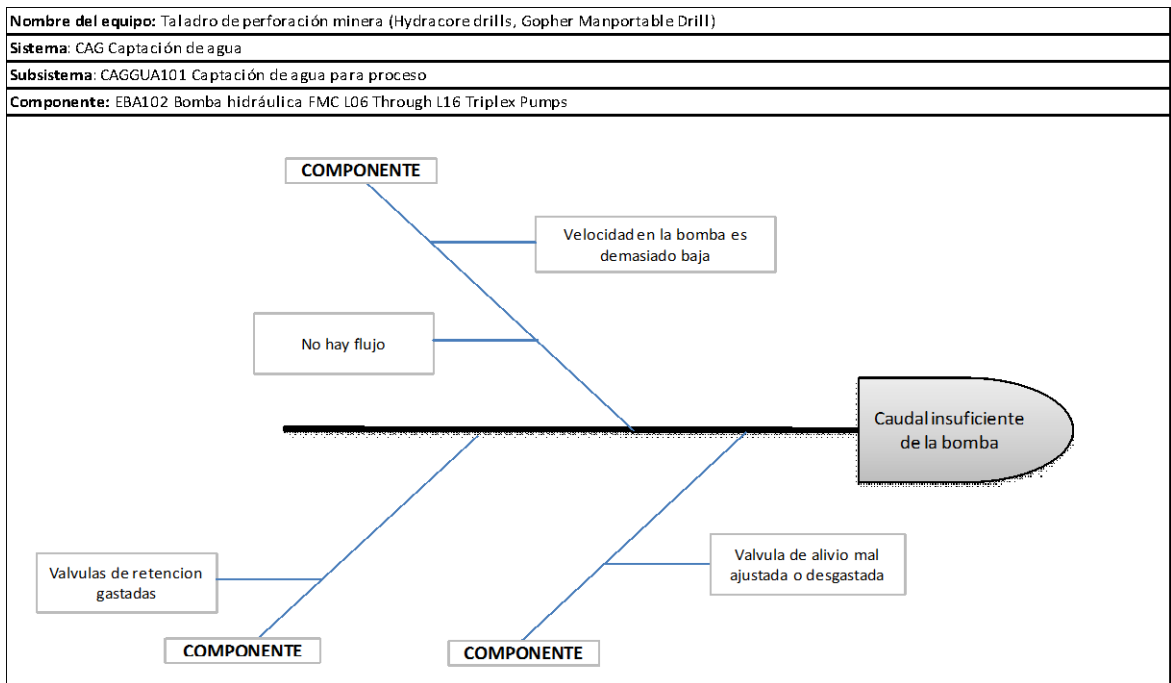 Nombre del equipo: Taladro de perforación minera (Hydracore drills, Gopher Manportable Drill)
Sistema: CAG Captación de agua
Subsistema: CAGGUA101 Captación de agua para proceso
Componente: EBA102 Bomba hidráulica FMC L06 Through L16 Triplex Pumps
COMPONENTE
Velocidad en la bomba es
demasiado baja
No hay flujo
Caudal insuficiente
de la bomba
Valvulas de retencion
gastadas
Valvula de alivio mal
ajustada o desgastada
COMPONENTE
COMPONENTE